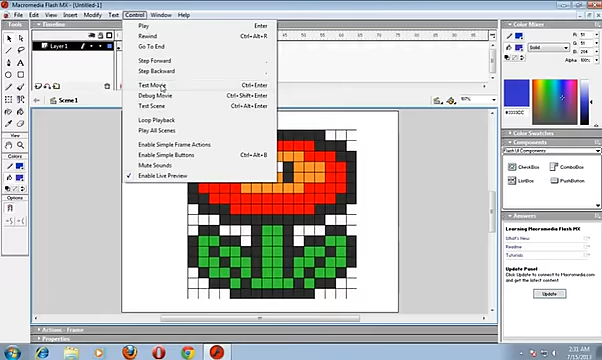 Macromedia Flash MX - [Untitled-1]
File Edit View Insert Modify Text Control Window Help
Tools
Timeline
Layer 1
View
Colors
Options
Scene 1
Play Enter
Rewind Ctrl+Alt+R
Go To End
Step Forward .
Step Backward ,
Test Movie Ctrl+Enter
Debug Movie Ctrl+Shift+Enter
Test Scene Ctrl+Alt+Enter
Loop Playback
Play All Scenes
Enable Simple Frame Actions
Enable Simple Buttons Ctrl+Alt+B
Mute Sounds
Enable Live Preview
Color Mixer
Solid
R: 51
G: 51
B: 204
Alpha: 100%
#3333CC
Color Swatches
Components
Flash UI Components
CheckBox
ComboBox
ListBox
PushButton
Answers
Learning Macromedia Flash MX
What's New
Readme
Tutorials
Update Panel
Click Update to connect to Macromedia.com and get the latest content
Update
Actions - Frame
Properties
2:31 AM
7/15/2013